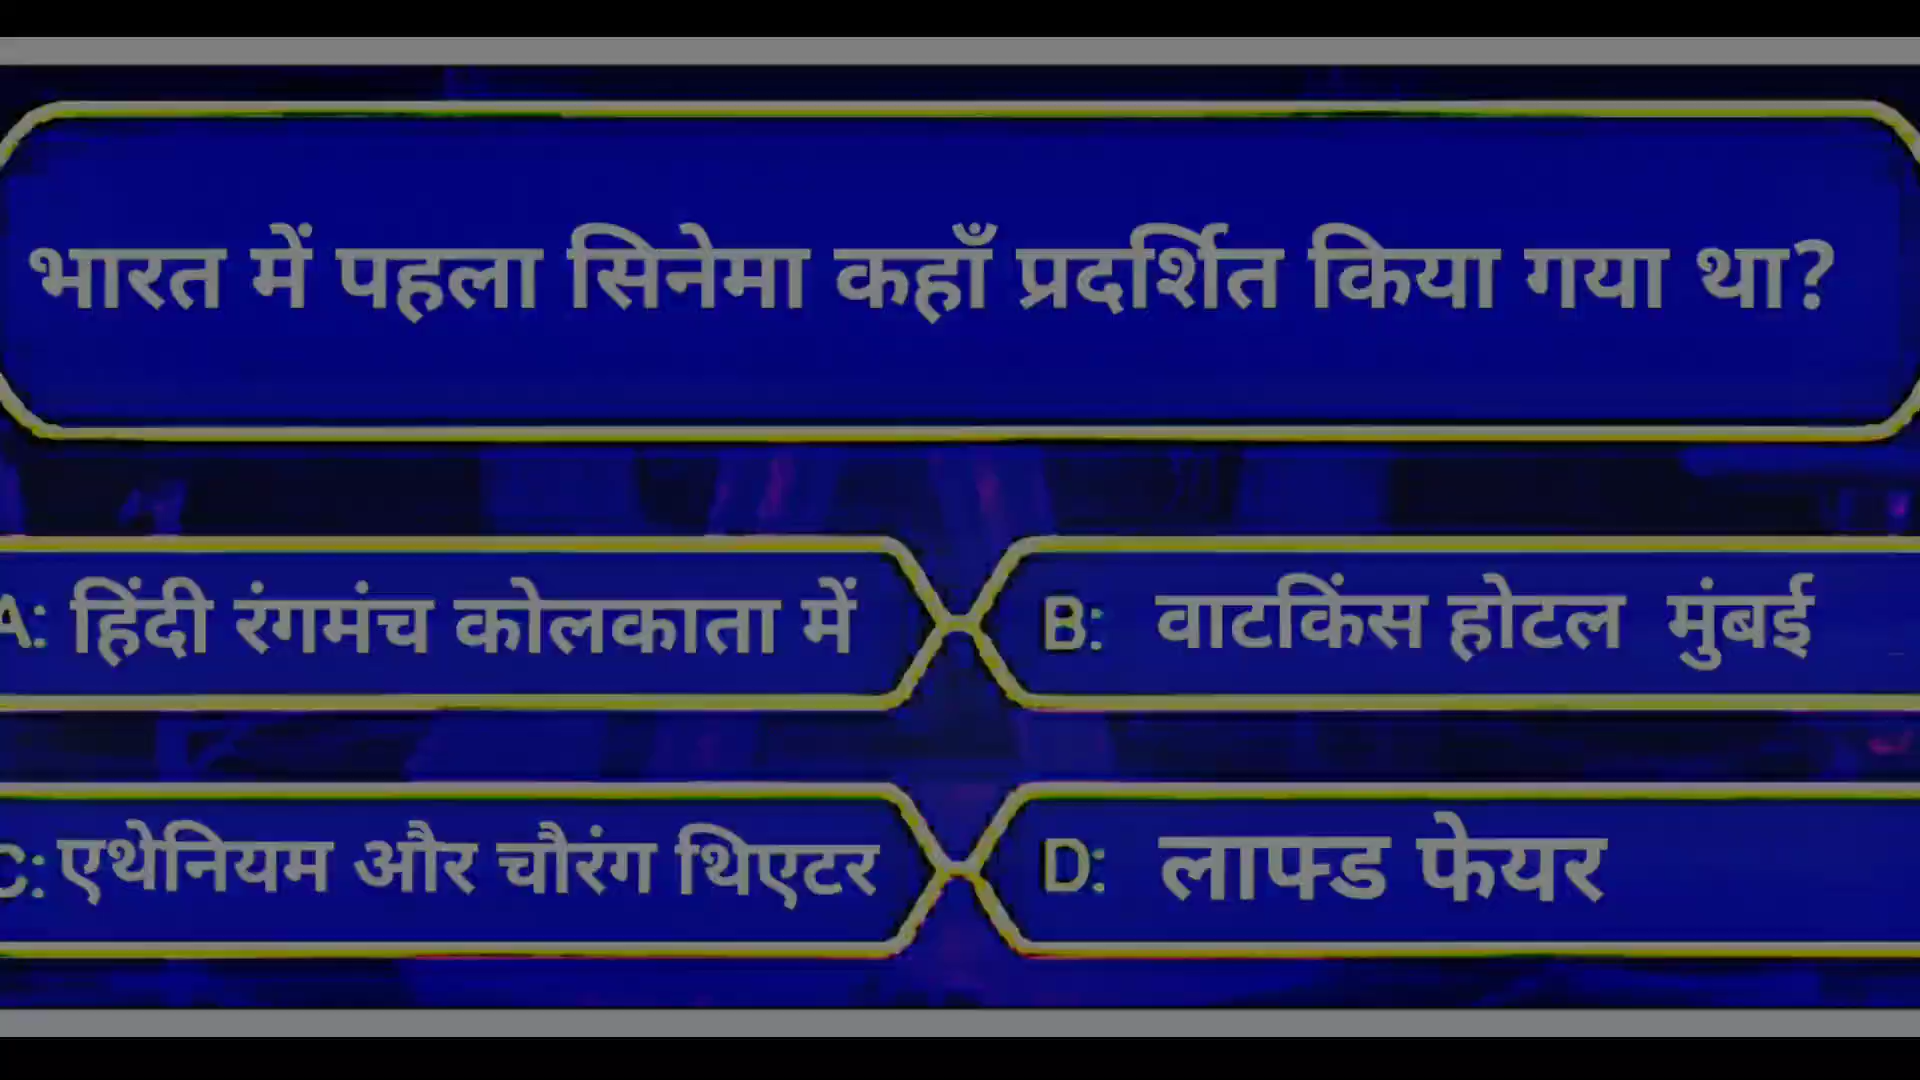 भारत में पहला सिनेमा कहाँ प्रदर्शित किया गया था?
A: हिंदी रंगमंच कोलकाता में
B: वाटकिंस होटल मुंबई
C: एथेनियम और चौरंग थिएटर
D: लाफ्ड फेयर